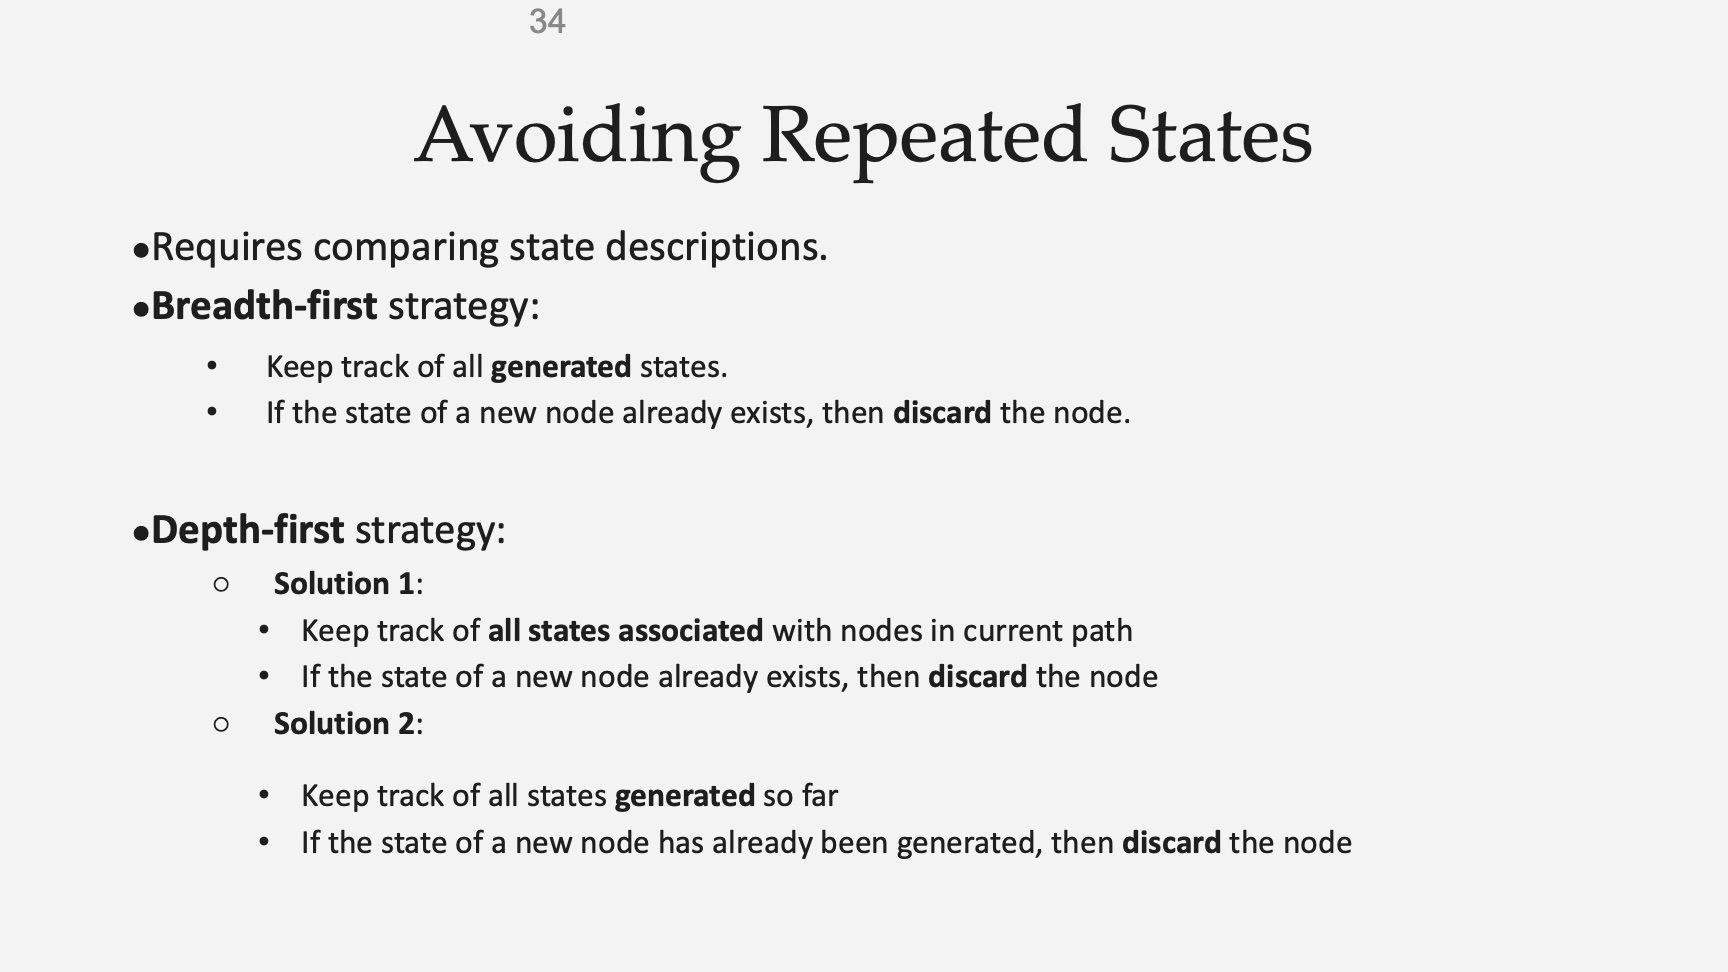 34
Avoiding Repeated States
●Requires comparing state descriptions.
●Breadth-first strategy:
• Keep track of all generated states.
• If the state of a new node already exists, then discard the node.
●Depth-first strategy:
○ Solution 1:
• Keep track of all states associated with nodes in current path
• If the state of a new node already exists, then discard the node
○ Solution 2:
• Keep track of all states generated so far
• If the state of a new node has already been generated, then discard the node